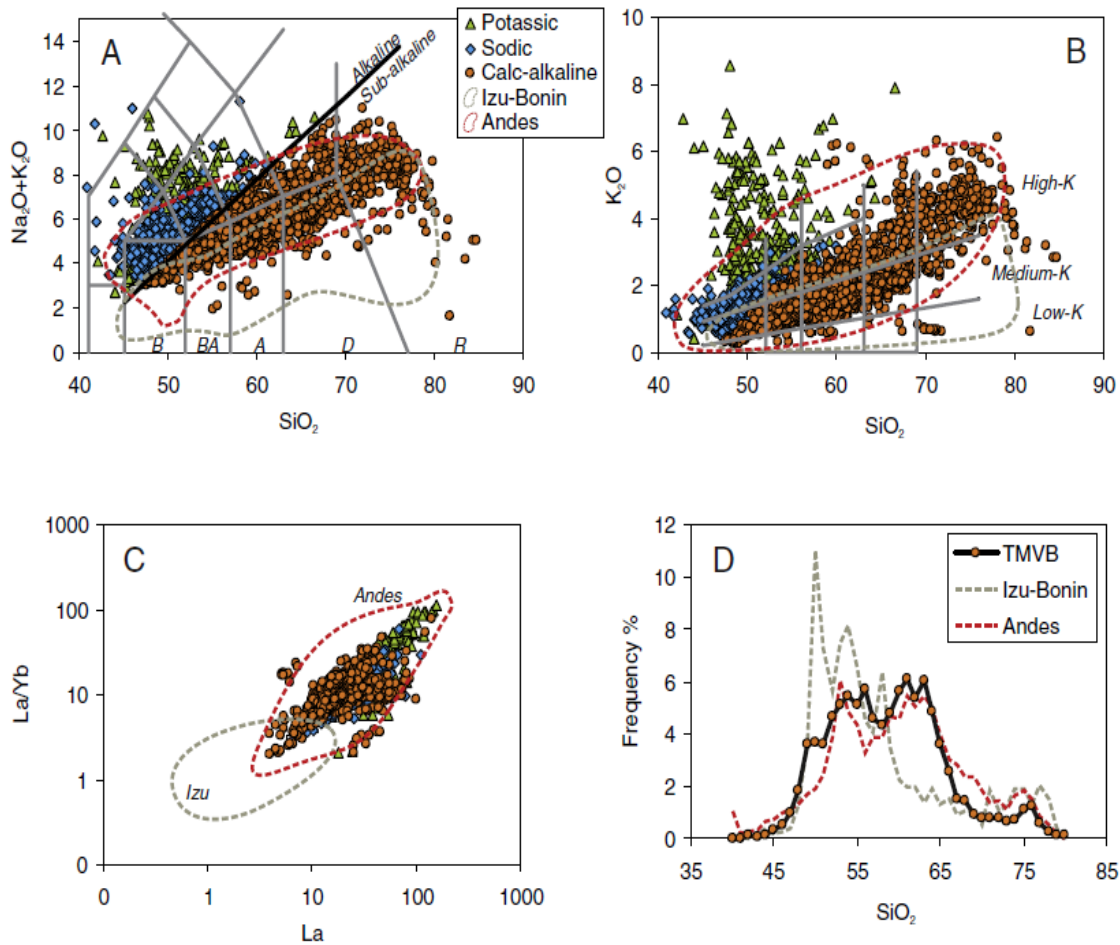 A
14
12
10
8
6
4
2
0
Na₂O+K₂O
40
50
60
70
80
90
SiO₂
Alkaline
Sub-alkaline
B
BA
A
D
R
Potassic
Sodic
Calc-alkaline
Izu-Bonin
Andes
B
10
8
6
4
2
0
K₂O
40
50
60
70
80
90
SiO₂
High-K
Medium-K
Low-K
C
1000
100
10
1
0
La/Yb
0
1
10
100
1000
La
Andes
Izu
D
12
10
8
6
4
2
0
Frequency %
35
45
55
65
75
85
SiO₂
TMVB
Izu-Bonin
Andes